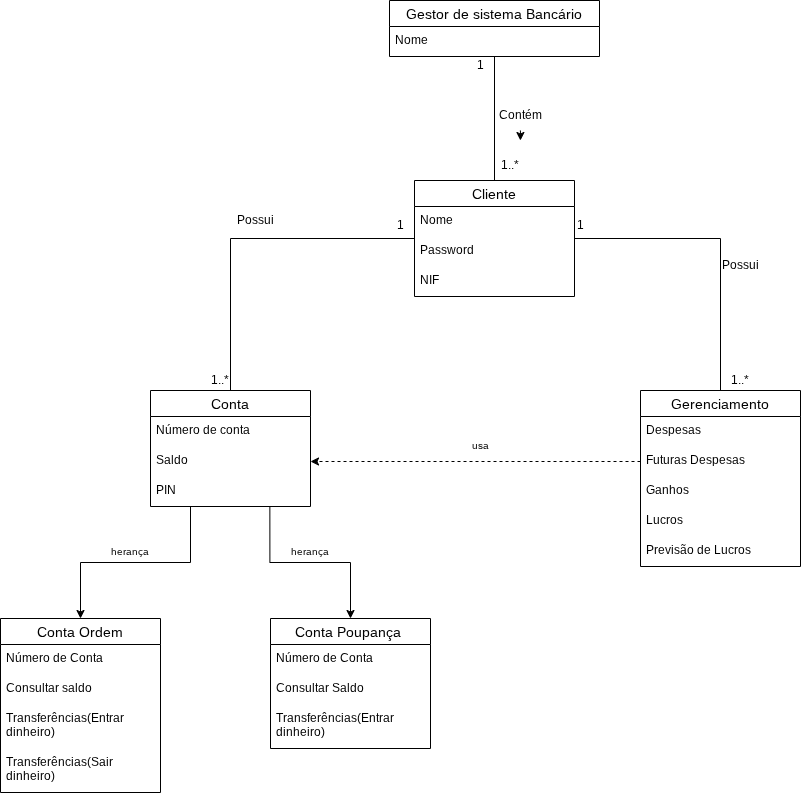 Gestor de sistema Bancário
Nome
1
Contém
1..*
Cliente
Nome
Password
NIF
Possui
1
1
Possui
1..*
1..*
Conta
Número de conta
Saldo
PIN
usa
Gerenciamento
Despesas
Futuras Despesas
Ganhos
Lucros
Previsão de Lucros
herança
herança
Conta Ordem
Número de Conta
Consultar saldo
Transferências(Entrar
dinheiro)
Transferências(Sair
dinheiro)
Conta Poupança
Número de Conta
Consultar Saldo
Transferências(Entrar
dinheiro)